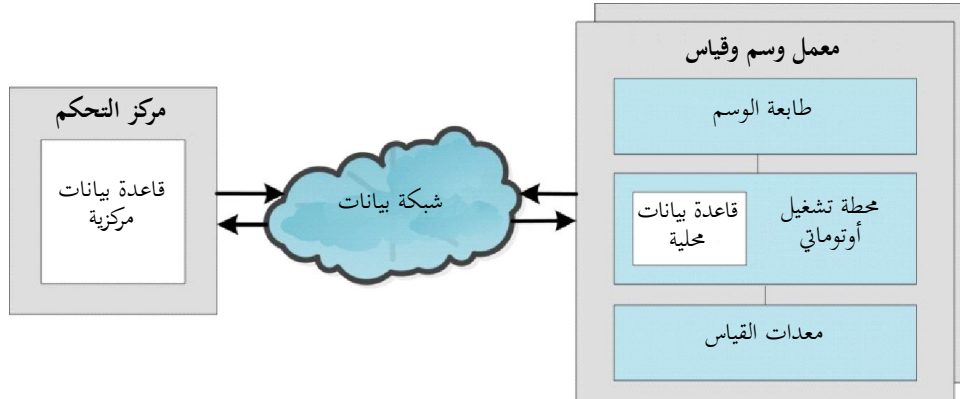 معمل وسم وقياس
طابعة الوسم
محطة تشغيل
أوتوماتي
قاعدة بيانات
محلية
معدات القياس
شبكة بيانات
مركز التحكم
قاعدة بيانات
مركزية